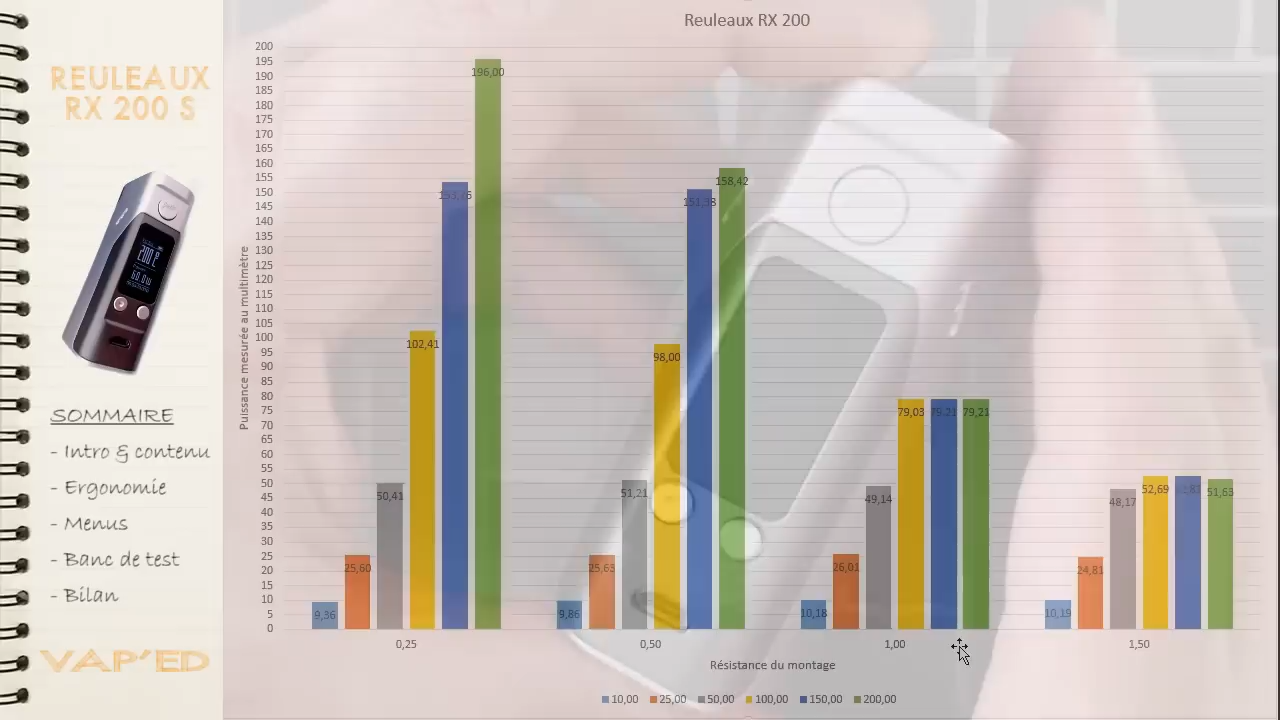 REULEAUX
RX 200 S
SOMMAIRE
- Intro & contenu
- Ergonomie
- Menus
- Banc de test
- Bilan
VAP'ED
Reuleaux RX 200
Puissance mesurée au multimètre
200
195
190
185
180
175
170
165
160
155
150
145
140
135
130
125
120
115
110
105
100
95
90
85
80
75
70
65
60
55
50
45
40
35
30
25
20
15
10
5
0
9,36 25,60 50,41 102,41 196,00
9,86 25,63 51,21 98,00 158,42
10,18 26,01 49,14 79,03 79,21 79,21
10,19 24,81 48,17 52,69 51,63
0,25 0,50 1,00 1,50
Résistance du montage
10,00 25,00 50,00 100,00 150,00 200,00